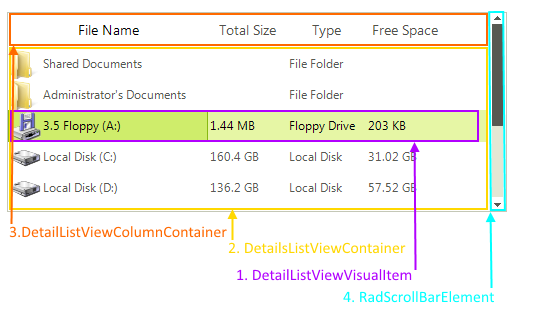 File Name Total Size Type Free Space
Shared Documents File Folder
Administrator's Documents File Folder
3.5 Floppy (A:) 1.44 MB Floppy Drive 203 KB
Local Disk (C:) 160.4 GB Local Disk 31.02 GB
Local Disk (D:) 136.2 GB Local Disk 57.52 GB
3.DetailListViewColumnContainer
2. DetailsListViewContainer
1. DetailListViewVisualItem
4. RadScrollBarElement